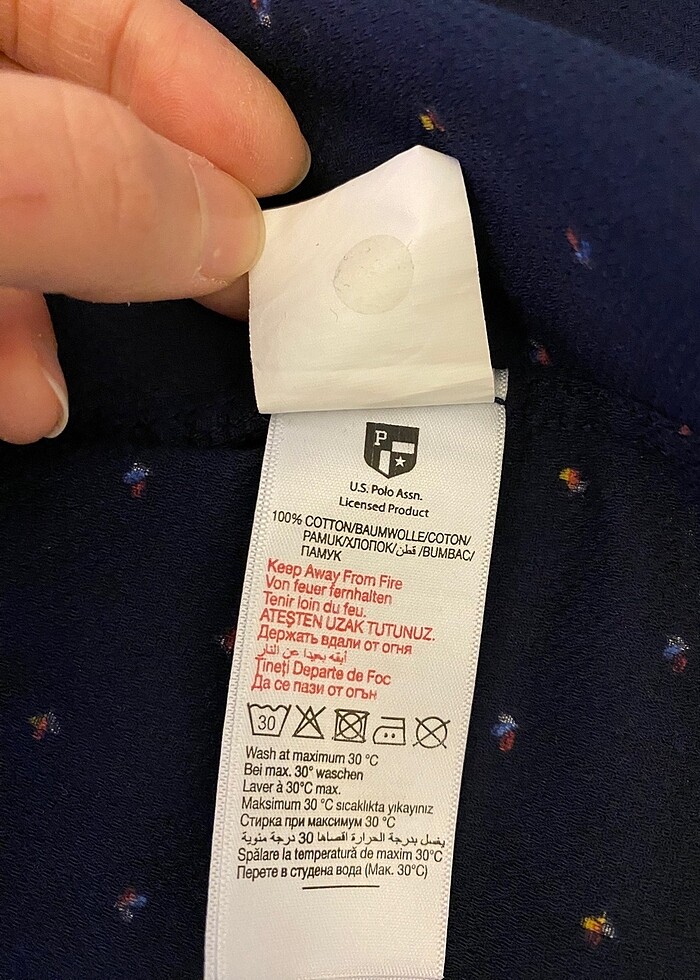 P
U.S. Polo Assn.
Licensed Product
100% COTTON/BAUMWOLLE/COTON/
PAMUK/ХЛОПОК/قطن /BUMBAC/
ПАМУК
Keep Away From Fire
Von feuer fernhalten
Tenir loin du feu.
ATEŞTEN UZAK TUTUNUZ.
Держать вдали от огня
أبقه بعيدا عن النار
Ţineţi Departe de Foc
Да се пази от огън
30
Wash at maximum 30 °C
Bei max. 30° waschen
Laver à 30°C max.
Maksimum 30 °C sıcaklıkta yıkayınız
Стирка при максимум 30 °C
يغسل بدرجة الحرارة اقصاها 30 درجة مئوية
Spălare la temperatură de maxim 30°C
Перете в студена вода (Мак. 30°C)